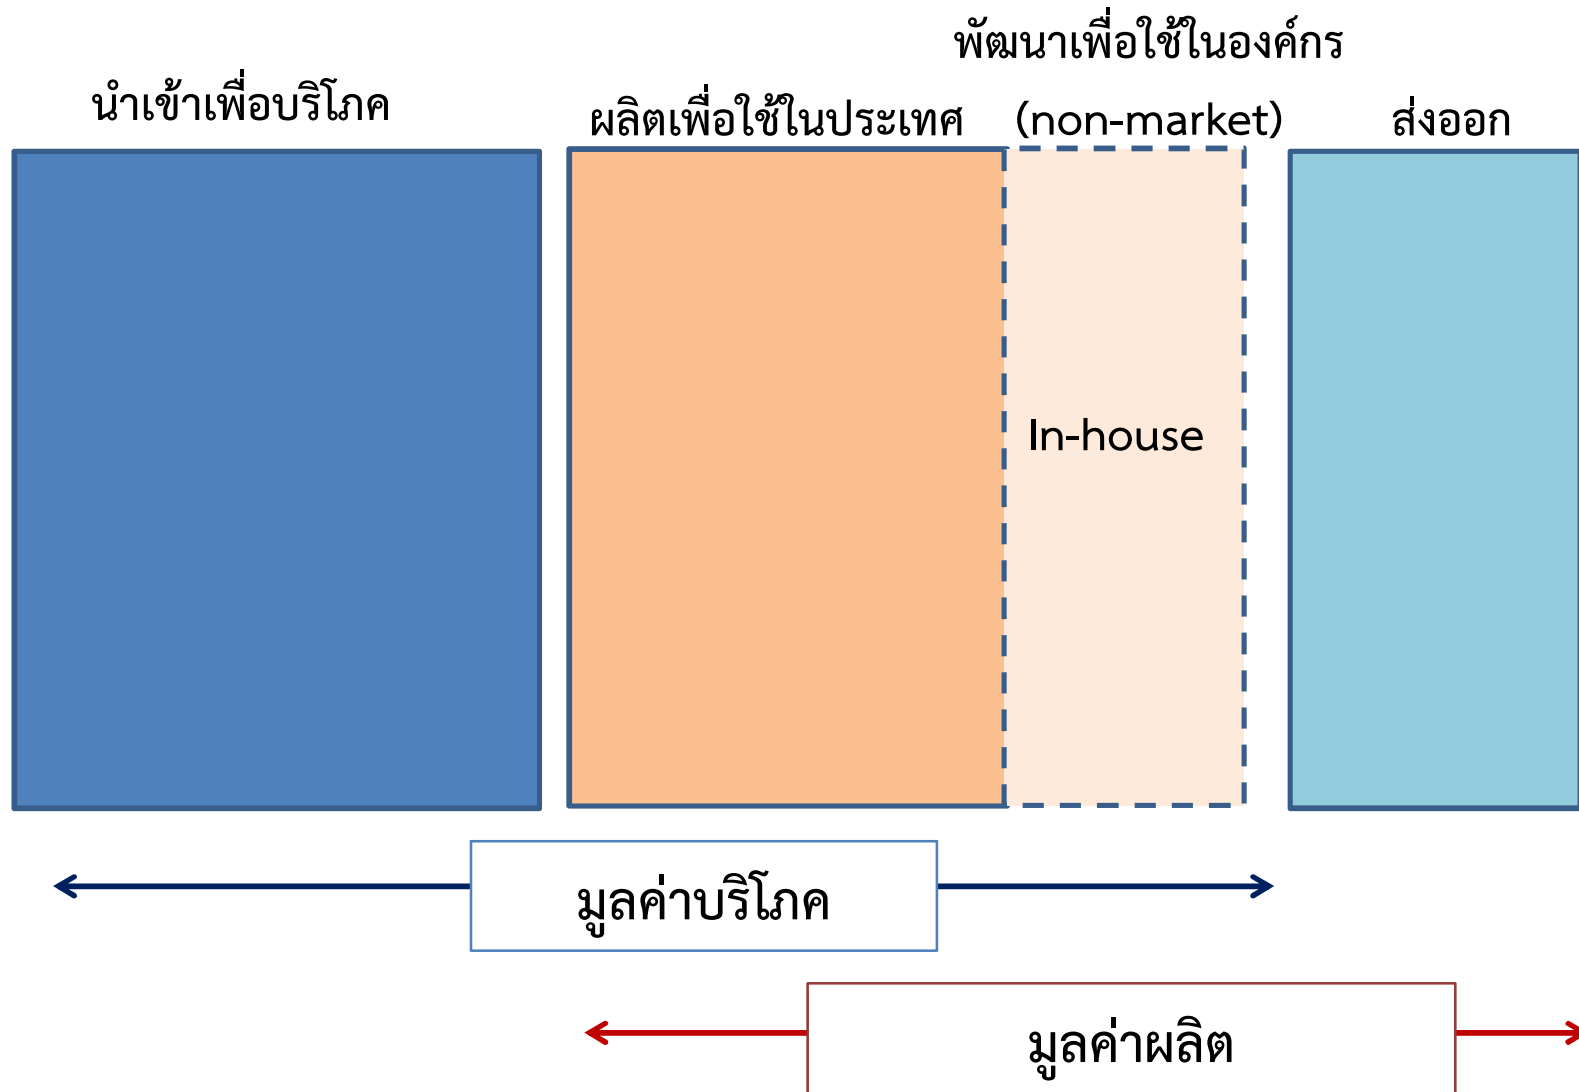 นำเข้าเพื่อบริโภค
ผลิตเพื่อใช้ในประเทศ
พัฒนาเพื่อใช้ในองค์กร
(non-market)
ส่งออก
In-house
มูลค่าบริโภค
มูลค่าผลิต